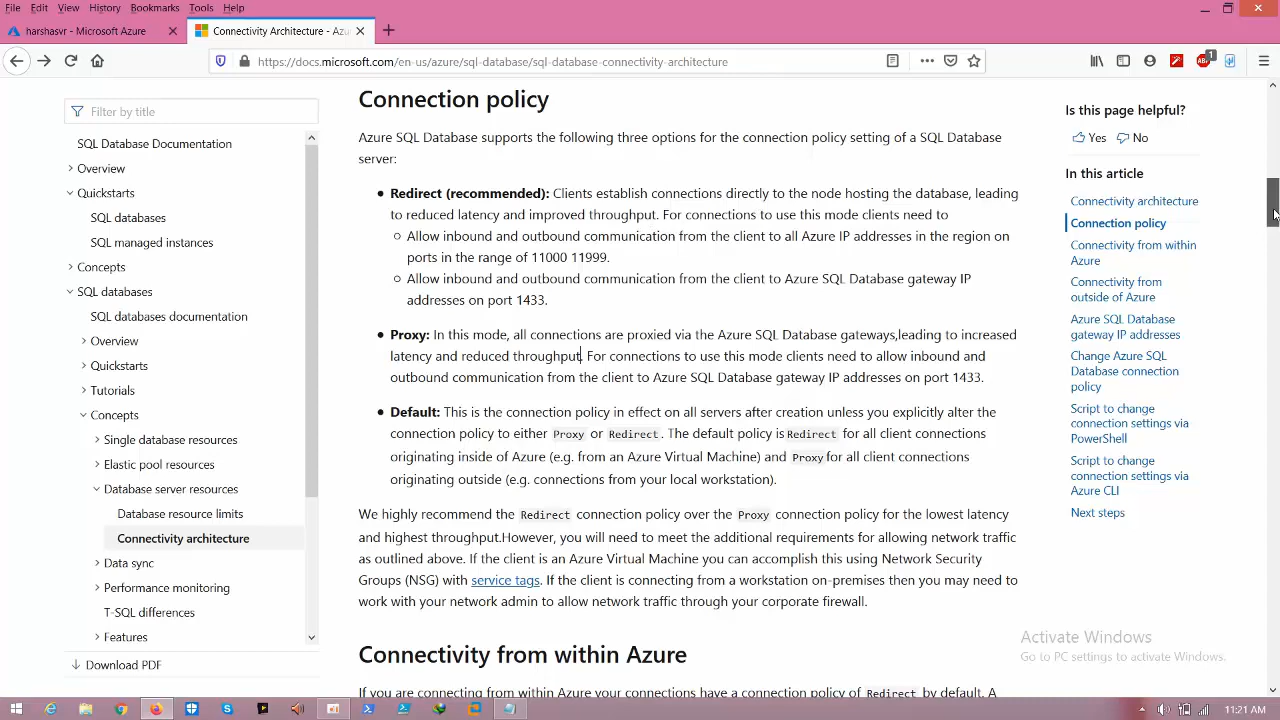 File Edit View History Bookmarks Tools Help
harshasvr - Microsoft Azure
Connectivity Architecture - Azu
https://docs.microsoft.com/en-us/azure/sql-database/sql-database-connectivity-architecture
1
Filter by title
SQL Database Documentation
Overview
Quickstarts
SQL databases
SQL managed instances
Concepts
SQL databases
SQL databases documentation
Overview
Quickstarts
Tutorials
Concepts
Single database resources
Elastic pool resources
Database server resources
Database resource limits
Connectivity architecture
Data sync
Performance monitoring
T-SQL differences
Features
Download PDF
Connection policy
Azure SQL Database supports the following three options for the connection policy setting of a SQL Database
server:
Redirect (recommended): Clients establish connections directly to the node hosting the database, leading
to reduced latency and improved throughput. For connections to use this mode clients need to
Allow inbound and outbound communication from the client to all Azure IP addresses in the region on
ports in the range of 11000 11999.
Allow inbound and outbound communication from the client to Azure SQL Database gateway IP
addresses on port 1433.
Proxy: In this mode, all connections are proxied via the Azure SQL Database gateways,leading to increased
latency and reduced throughput. For connections to use this mode clients need to allow inbound and
outbound communication from the client to Azure SQL Database gateway IP addresses on port 1433.
Default: This is the connection policy in effect on all servers after creation unless you explicitly alter the
connection policy to either Proxy or Redirect. The default policy is Redirect for all client connections
originating inside of Azure (e.g. from an Azure Virtual Machine) and Proxy for all client connections
originating outside (e.g. connections from your local workstation).
We highly recommend the Redirect connection policy over the Proxy connection policy for the lowest latency
and highest throughput.However, you will need to meet the additional requirements for allowing network traffic
as outlined above. If the client is an Azure Virtual Machine you can accomplish this using Network Security
Groups (NSG) with service tags. If the client is connecting from a workstation on-premises then you may need to
work with your network admin to allow network traffic through your corporate firewall.
Connectivity from within Azure
If you are connecting from within Azure your connections have a connection policy of Redirect by default. A
Is this page helpful?
Yes No
In this article
Connectivity architecture
Connection policy
Connectivity from within
Azure
Connectivity from
outside of Azure
Azure SQL Database
gateway IP addresses
Change Azure SQL
Database connection
policy
Script to change
connection settings via
PowerShell
Script to change
connection settings via
Azure CLI
Next steps
Activate Windows
Go to PC settings to activate Windows.
11:21 AM